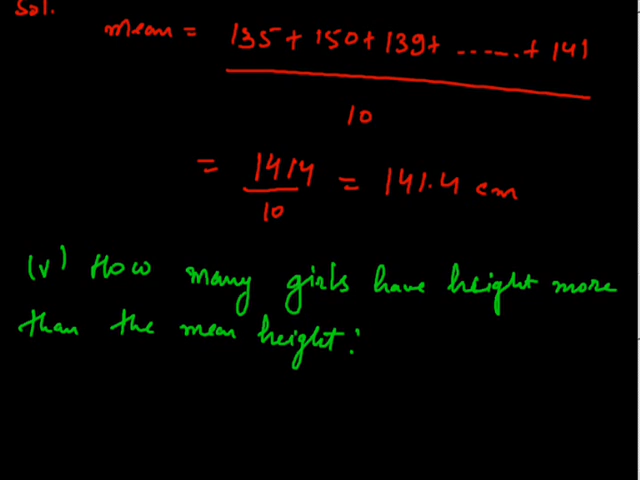 Sol.
mean = 135 + 150 + 139 + ...... + 141
10
= 1414 = 141.4 cm
10
(v) How many girls have height more
than the mean height: